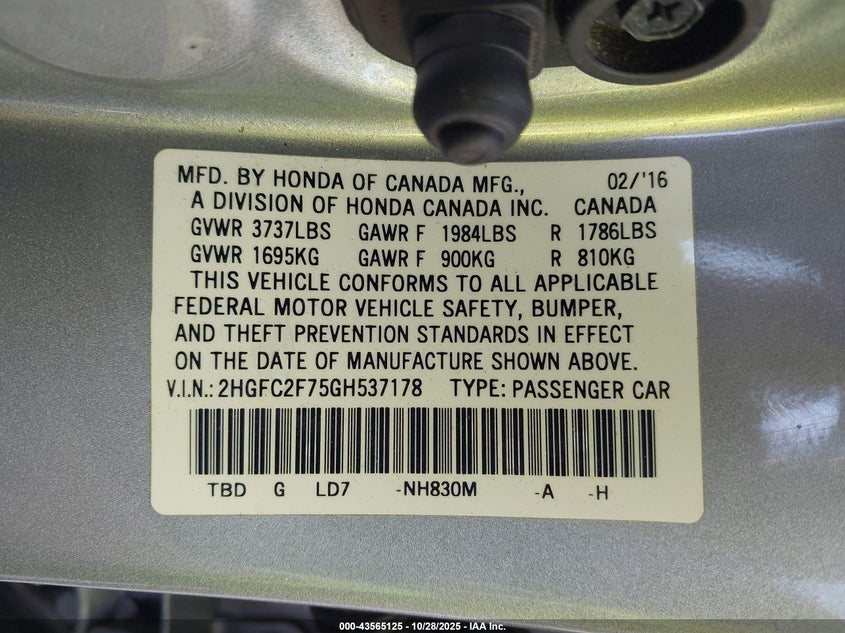 MFD. BY HONDA OF CANADA MFG., 02/'16
A DIVISION OF HONDA CANADA INC. CANADA
GVWR 3737LBS GAWR F 1984LBS R 1786LBS
GVWR 1695KG GAWR F 900KG R 810KG
THIS VEHICLE CONFORMS TO ALL APPLICABLE
FEDERAL MOTOR VEHICLE SAFETY, BUMPER,
AND THEFT PREVENTION STANDARDS IN EFFECT
ON THE DATE OF MANUFACTURE SHOWN ABOVE.
V.I.N.: 2HGFC2F75GH537178 TYPE: PASSENGER CAR
TBD G LD7 -NH830M -A -H
000-43565125 - 10/28/2025 - IAA Inc.